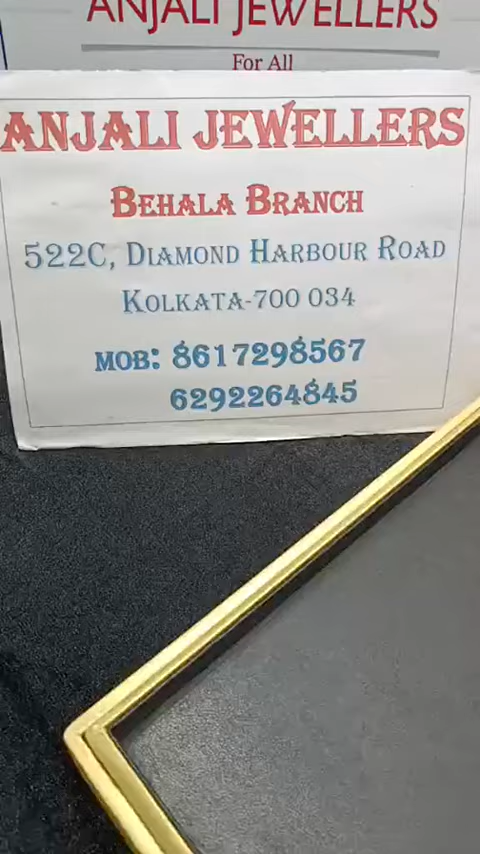 ANJALI JEWELLERS
For All
ANJALI JEWELLERS
BEHALA BRANCH
522C, DIAMOND HARBOUR ROAD
KOLKATA-700 034
MOB: 8617298567
6292264845